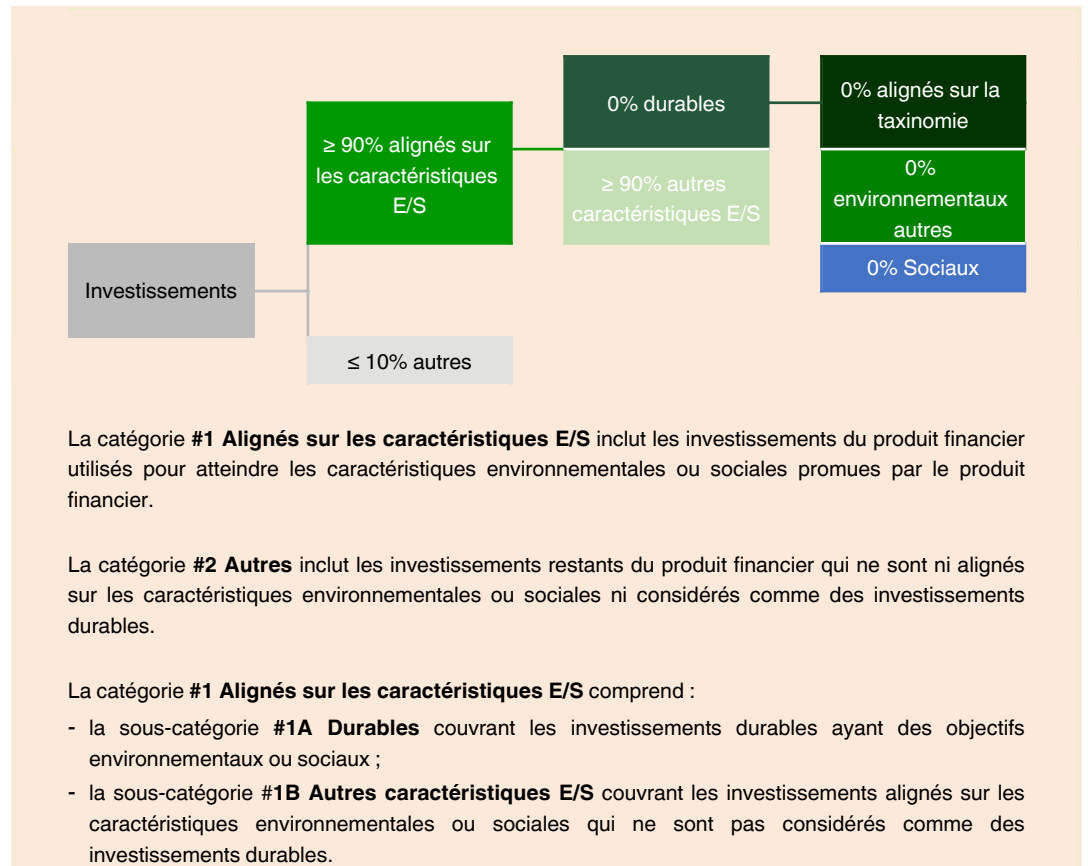 Investissements
≥ 90% alignés sur
les caractéristiques
E/S
≤ 10% autres
0% durables
≥ 90% autres
caractéristiques E/S
0% alignés sur la
taxinomie
0%
environnementaux
autres
0% Sociaux
La catégorie #1 Alignés sur les caractéristiques E/S inclut les investissements du produit financier
utilisés pour atteindre les caractéristiques environnementales ou sociales promues par le produit
financier.
La catégorie #2 Autres inclut les investissements restants du produit financier qui ne sont ni alignés
sur les caractéristiques environnementales ou sociales ni considérés comme des investissements
durables.
La catégorie #1 Alignés sur les caractéristiques E/S comprend :
- la sous-catégorie #1A Durables couvrant les investissements durables ayant des objectifs
environnementaux ou sociaux ;
- la sous-catégorie #1B Autres caractéristiques E/S couvrant les investissements alignés sur les
caractéristiques environnementales ou sociales qui ne sont pas considérés comme des
investissements durables.